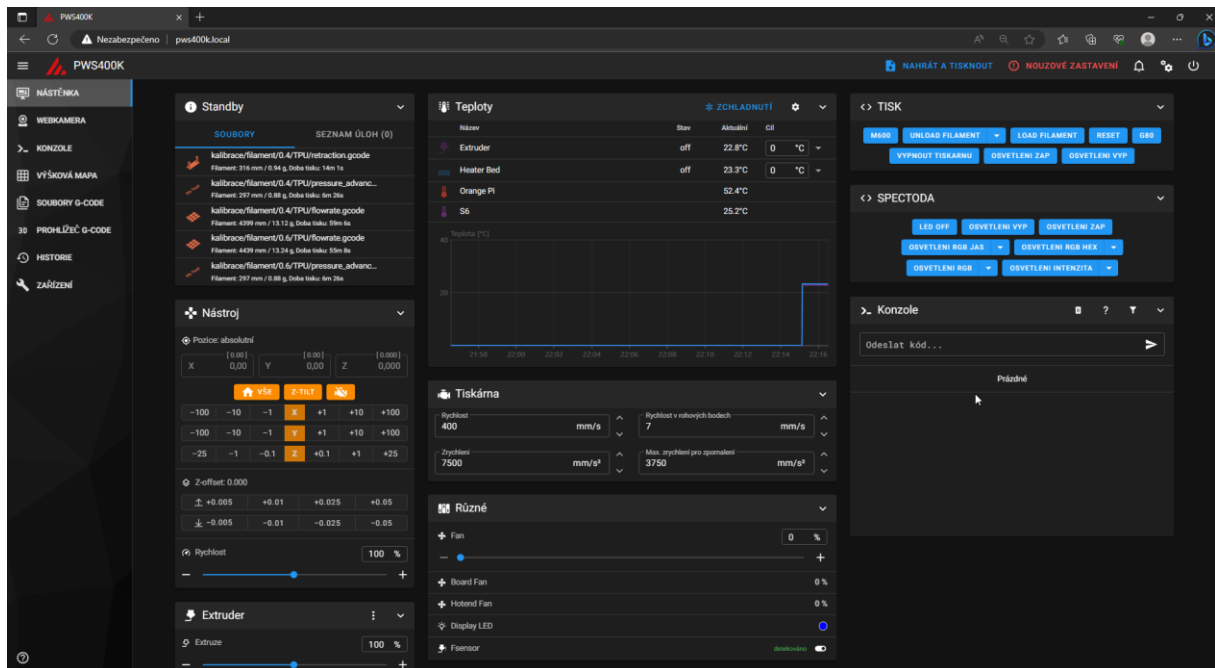 PWS400K
Nezabezpečeno | pws400k.local
PWS400K
NAHRÁT A TISKNOUT
NOUZOVÉ ZASTAVENÍ
NÁSTĚNKA
WEBKAMERA
KONZOLE
VÝŠKOVÁ MAPA
SOUBORY G-CODE
PROHLÍŽEČ G-CODE
HISTORIE
ZAŘÍZENÍ
Standby
SOUBORY SEZNAM ÚLOH (0)
kalibrace/filament/0.4/TPU/retraction.gcode
Filament: 316 mm / 0.94 g, Doba tisku: 14m 1s
kalibrace/filament/0.4/TPU/pressure_advanc...
Filament: 297 mm / 0.88 g, Doba tisku: 6m 26s
kalibrace/filament/0.4/TPU/flowrate.gcode
Filament: 4399 mm / 13.12 g, Doba tisku: 59m 6s
kalibrace/filament/0.6/TPU/flowrate.gcode
Filament: 4439 mm / 13.24 g, Doba tisku: 55m 8s
kalibrace/filament/0.6/TPU/pressure_advanc...
Filament: 297 mm / 0.88 g, Doba tisku: 6m 26s
Nástroj
Pozice: absolutní
[ 0.00 ] [ 0.00 ] [ 0.000 ]
X 0,00 Y 0,00 Z 0,000
VŠE Z-TILT
-100 -10 -1 X +1 +10 +100
-100 -10 -1 Y +1 +10 +100
-25 -1 -0.1 Z +0.1 +1 +25
Z-offset: 0.000
+0.005 +0.01 +0.025 +0.05
-0.005 -0.01 -0.025 -0.05
Rychlost 100 %
Extruder
Extruze 100 %
Teploty ZCHLADNUTÍ
Název Stav Aktuální Cíl
Extruder off 22.8°C 0 °C
Heater Bed off 23.3°C 0 °C
Orange Pi 52.4°C
S6 25.2°C
Teplota [°C]
40
20
21:58 22:00 22:02 22:04 22:06 22:08 22:10 22:12 22:14 22:16
Tiskárna
Rychlost Rychlost v rohových bodech
400 mm/s 7 mm/s
Zrychlení Max. zrychlení pro zpomalení
7500 mm/s² 3750 mm/s²
Různé
Fan 0 %
Board Fan 0 %
Hotend Fan 0 %
Display LED
Fsensor detekováno
TISK
M600 UNLOAD FILAMENT LOAD FILAMENT RESET G80
VYPNOUT TISKARNU OSVETLENI ZAP OSVETLENI VYP
SPECTODA
LED OFF OSVETLENI VYP OSVETLENI ZAP
OSVETLENI RGB JAS OSVETLENI RGB HEX
OSVETLENI RGB OSVETLENI INTENZITA
Konzole
Odeslat kód...
Prázdné